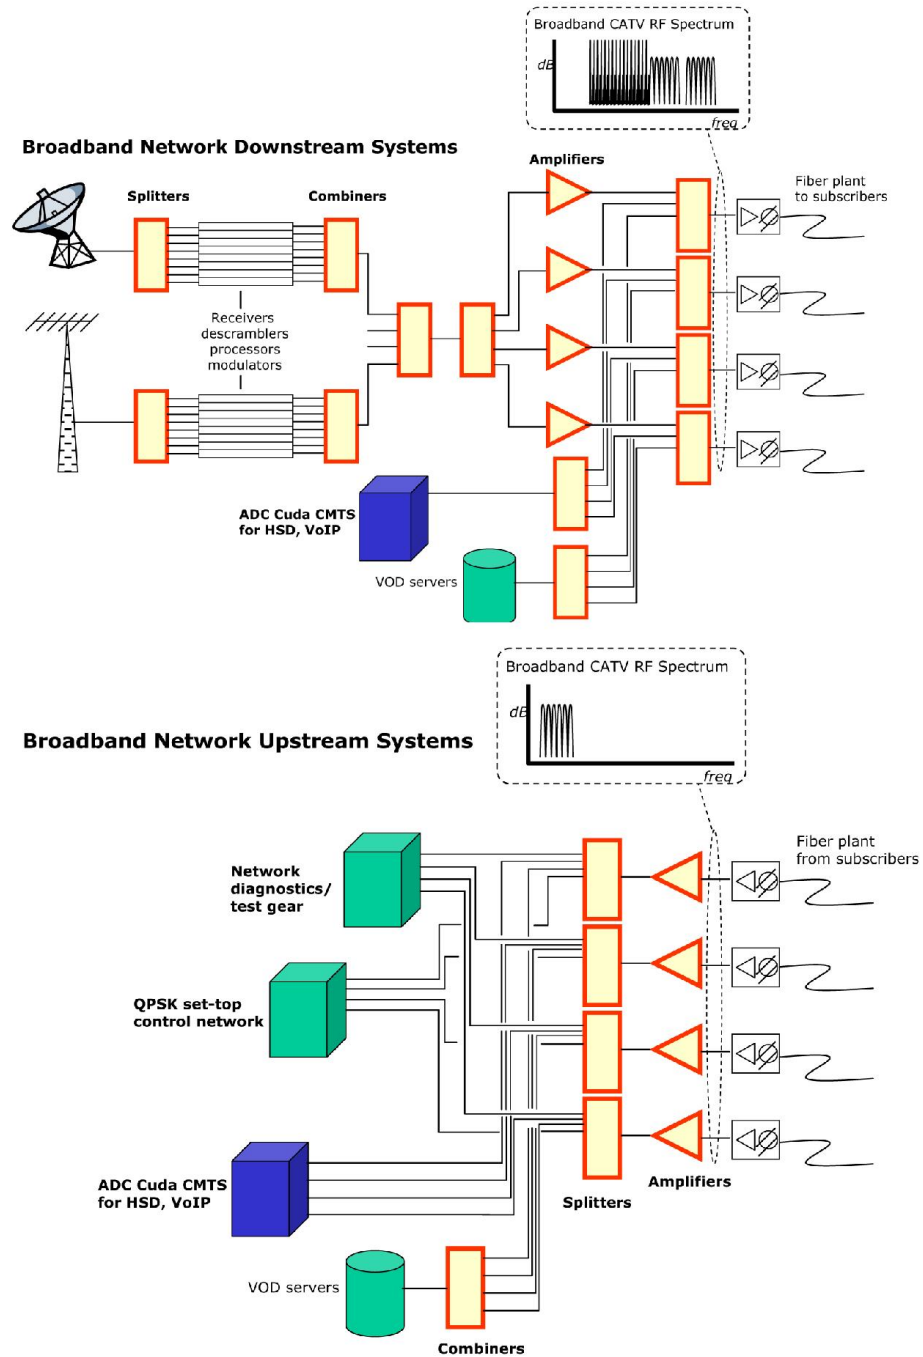 Broadband CATV RF Spectrum
dB
freq
Broadband Network Downstream Systems
Amplifiers
Splitters
Combiners
Fiber plant
to subscribers
Receivers
descramblers
processors
modulators
ADC Cuda CMTS
for HSD, VoIP
VOD servers
Broadband CATV RF Spectrum
dB
freq
Broadband Network Upstream Systems
Fiber plant
from subscribers
Network
diagnostics/
test gear
QPSK set-top
control network
ADC Cuda CMTS
for HSD, VoIP
Splitters
Amplifiers
VOD servers
Combiners